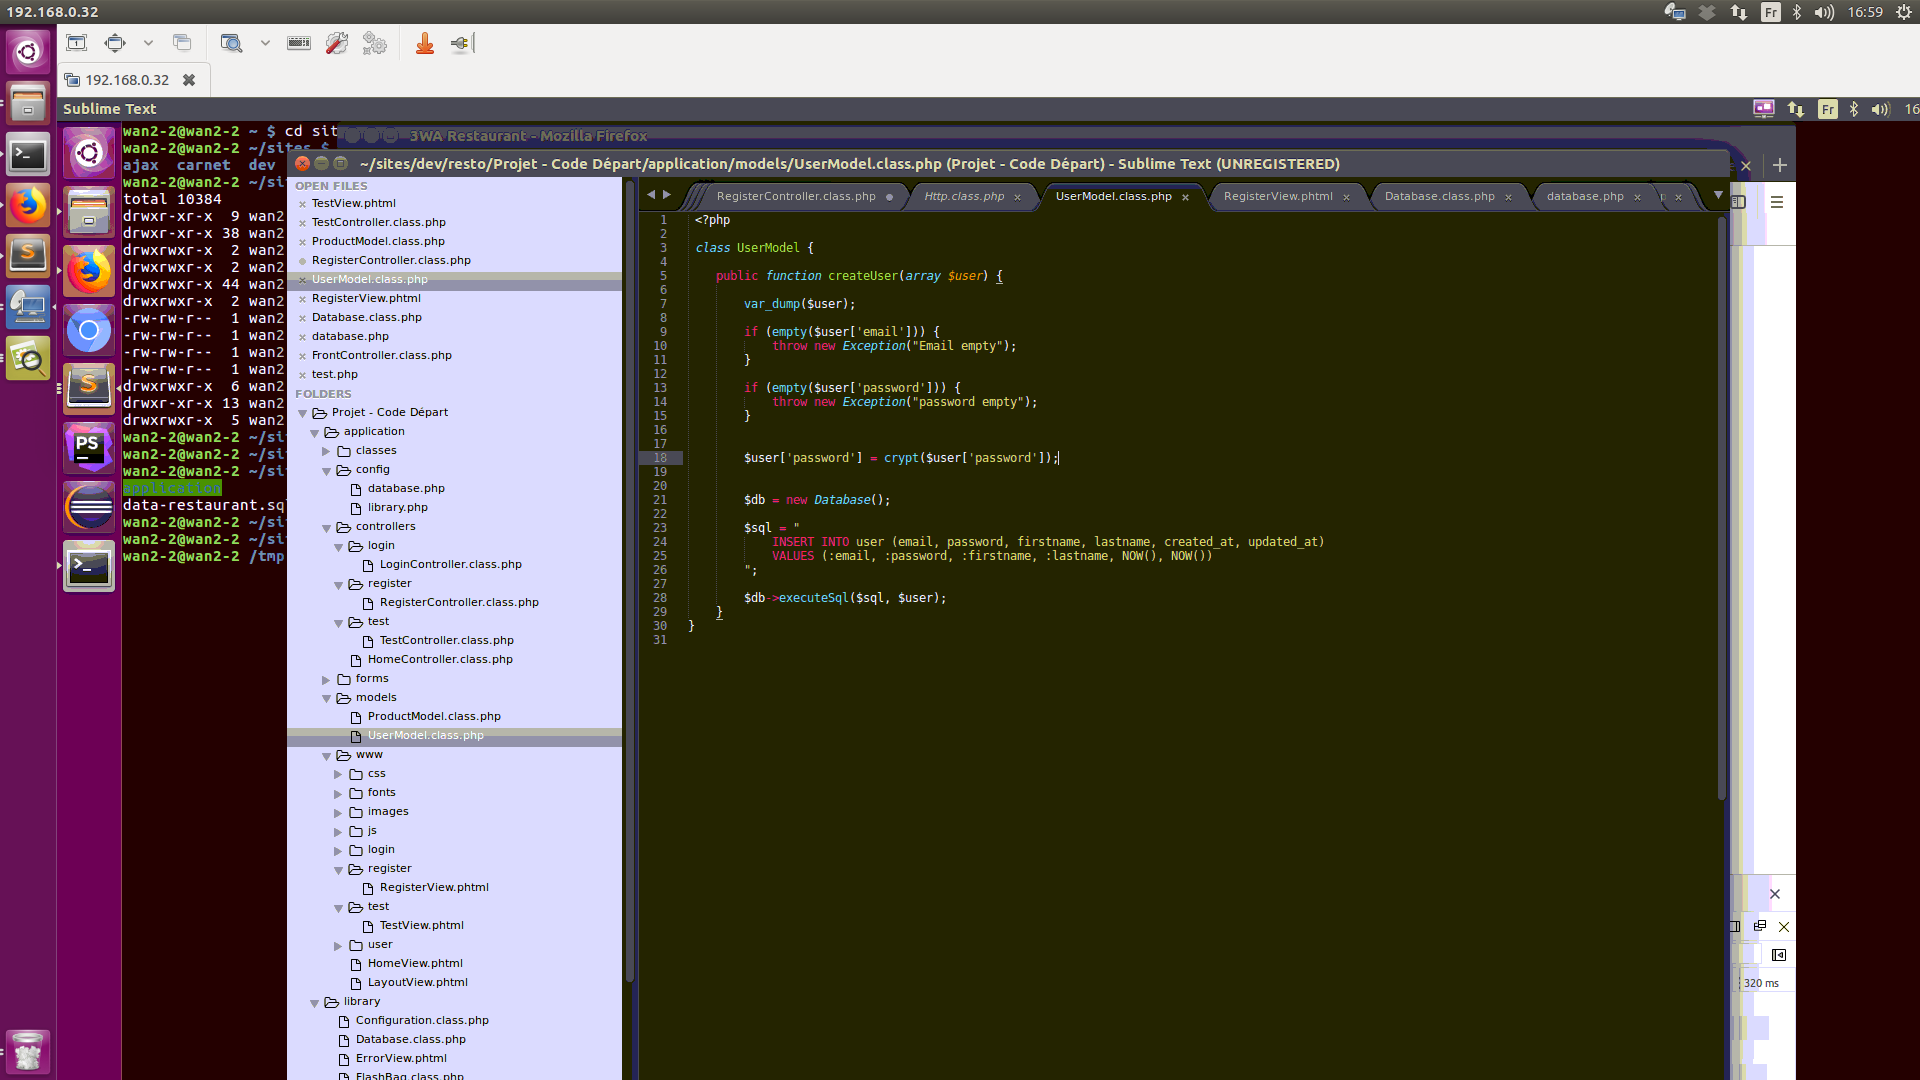 192.168.0.32
Fr
16:59
192.168.0.32
Sublime Text
Fr
16
wan2-2@wan2-2 ~ $ cd sit
3WA Restaurant - Mozilla Firefox
wan2-2@wan2-2 ~/sites $
ajax carnet dev
wan2-2@wan2-2 ~/si
total 10384
drwxr-xr-x 9 wan2
drwxr-xr-x 38 wan2
drwxr-xr-x 2 wan2
drwxr-xr-x 2 wan2
drwxrwxr-x 44 wan2
drwxrwxr-x 2 wan2
-rw-rw-r-- 1 wan2
-rw-rw-r-- 1 wan2
-rw-rw-r-- 1 wan2
-rw-rw-r-- 1 wan2
drwxrwxr-x 6 wan2
drwxr-xr-x 13 wan2
drwxrwxr-x 5 wan2
wan2-2@wan2-2 ~/si
wan2-2@wan2-2 ~/si
wan2-2@wan2-2 ~/si
application
data-restaurant.sql
wan2-2@wan2-2 ~/si
wan2-2@wan2-2 ~/si
wan2-2@wan2-2 /tmp
~/sites/dev/resto/Projet - Code Départ/application/models/UserModel.class.php (Projet - Code Départ) - Sublime Text (UNREGISTERED)
OPEN FILES
TestView.phtml
TestController.class.php
ProductModel.class.php
RegisterController.class.php
UserModel.class.php
RegisterView.phtml
Database.class.php
database.php
FrontController.class.php
test.php
FOLDERS
Projet - Code Départ
application
classes
config
database.php
library.php
controllers
login
LoginController.class.php
register
RegisterController.class.php
test
TestController.class.php
HomeController.class.php
forms
models
ProductModel.class.php
UserModel.class.php
www
css
fonts
images
js
login
register
RegisterView.phtml
test
TestView.phtml
user
HomeView.phtml
LayoutView.phtml
library
Configuration.class.php
Database.class.php
ErrorView.phtml
FlashBag.class.php
RegisterController.class.php
Http.class.php
UserModel.class.php
RegisterView.phtml
Database.class.php
database.php
1 <?php
2
3 class UserModel {
4
5 public function createUser(array $user) {
6
7 var_dump($user);
8
9 if (empty($user['email'])) {
10 throw new Exception("Email empty");
11 }
12
13 if (empty($user['password'])) {
14 throw new Exception("password empty");
15 }
16
17
18 $user['password'] = crypt($user['password']);
19
20
21 $db = new Database();
22
23 $sql = "
24 INSERT INTO user (email, password, firstname, lastname, created_at, updated_at)
25 VALUES (:email, :password, :firstname, :lastname, NOW(), NOW())
26 ";
27
28 $db->executeSql($sql, $user);
29 }
30 }
31
PS
320 ms